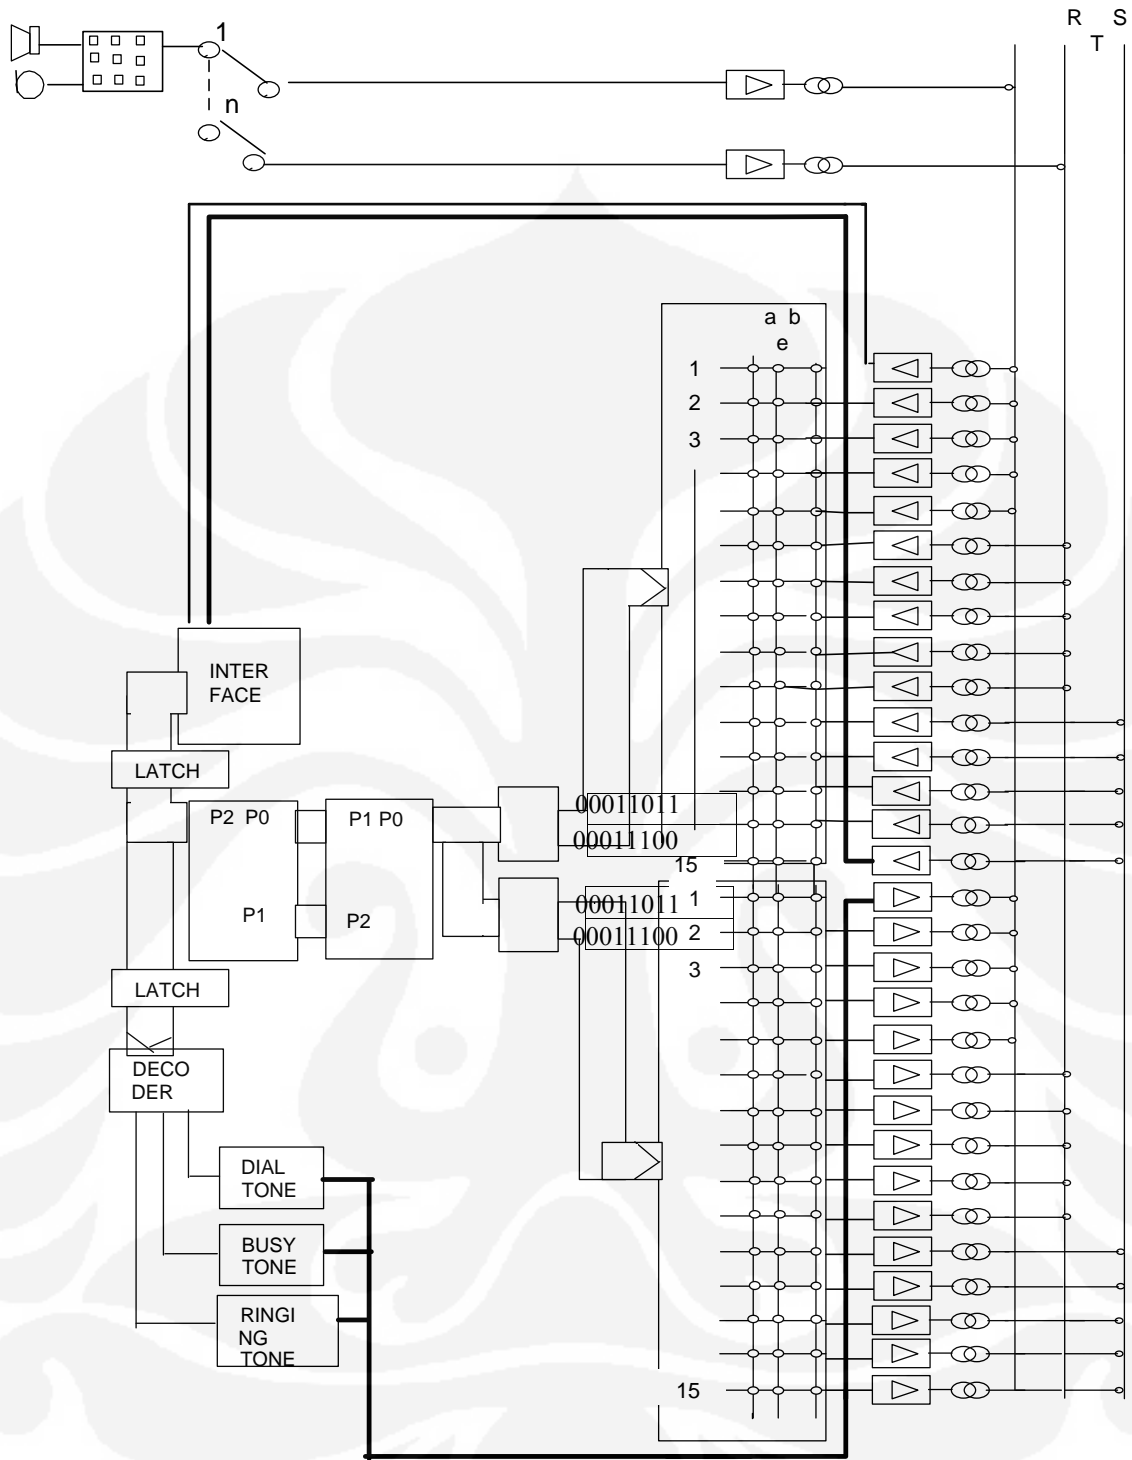 R S
T
1
n
a b
e
1
2
3
INTER
FACE
LATCH
P2 P0
P1 P0
00011011
00011100
15
P1
P2
00011011
1
00011100
2
3
LATCH
DECO
DER
DIAL
TONE
BUSY
TONE
RINGI
NG
TONE
15